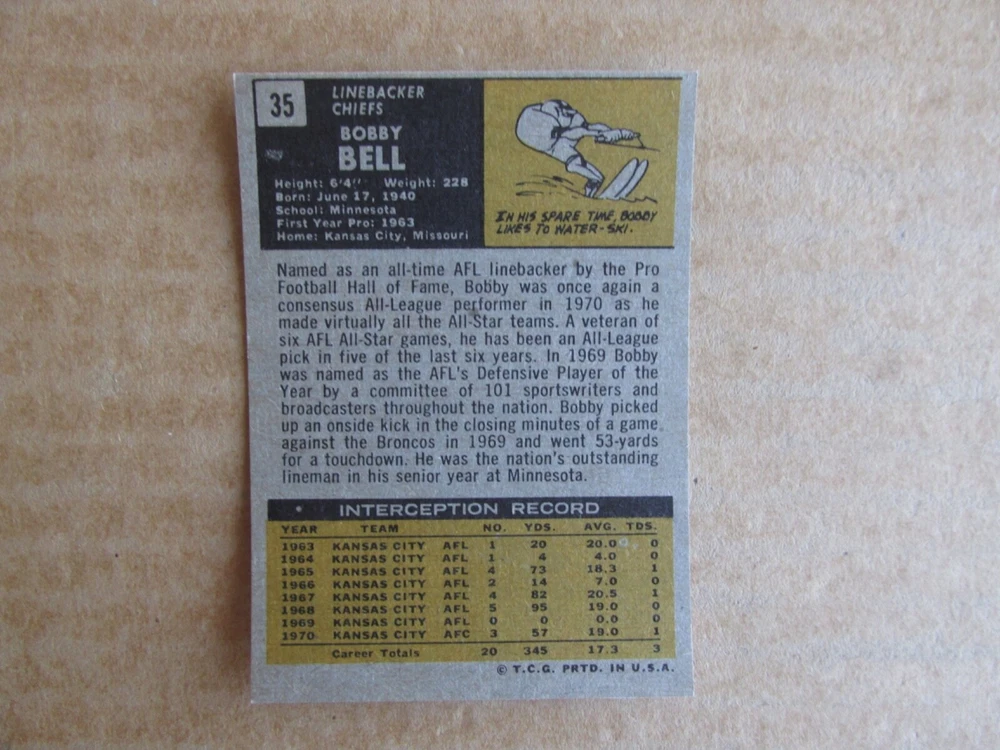 35
LINEBACKER
CHIEFS
BOBBY
BELL
Height: 6'4" Weight: 228
Born: June 17, 1940
School: Minnesota
First Year Pro: 1963
Home: Kansas City, Missouri
IN HIS SPARE TIME, BOBBY
LIKES TO WATER-SKI.
Named as an all-time AFL linebacker by the Pro
Football Hall of Fame, Bobby was once again a
consensus All-League performer in 1970 as he
made virtually all the All-Star teams. A veteran of
six AFL All-Star games, he has been an All-League
pick in five of the last six years. In 1969 Bobby
was named as the AFL's Defensive Player of the
Year by a committee of 101 sportswriters and
broadcasters throughout the nation. Bobby picked
up an onside kick in the closing minutes of a game
against the Broncos in 1969 and went 53-yards
for a touchdown. He was the nation's outstanding
lineman in his senior year at Minnesota.
INTERCEPTION RECORD
YEAR TEAM NO. YDS. AVG. TDS.
1963 KANSAS CITY AFL 1 20 20.0 0
1964 KANSAS CITY AFL 1 4 4.0 0
1965 KANSAS CITY AFL 4 73 18.3 1
1966 KANSAS CITY AFL 2 14 7.0 0
1967 KANSAS CITY AFL 4 82 20.5 1
1968 KANSAS CITY AFL 5 95 19.0 0
1969 KANSAS CITY AFL 0 0 0.0 0
1970 KANSAS CITY AFC 3 57 19.0 1
Career Totals 20 345 17.3 3
© T.C.G. PRTD. IN U.S.A.